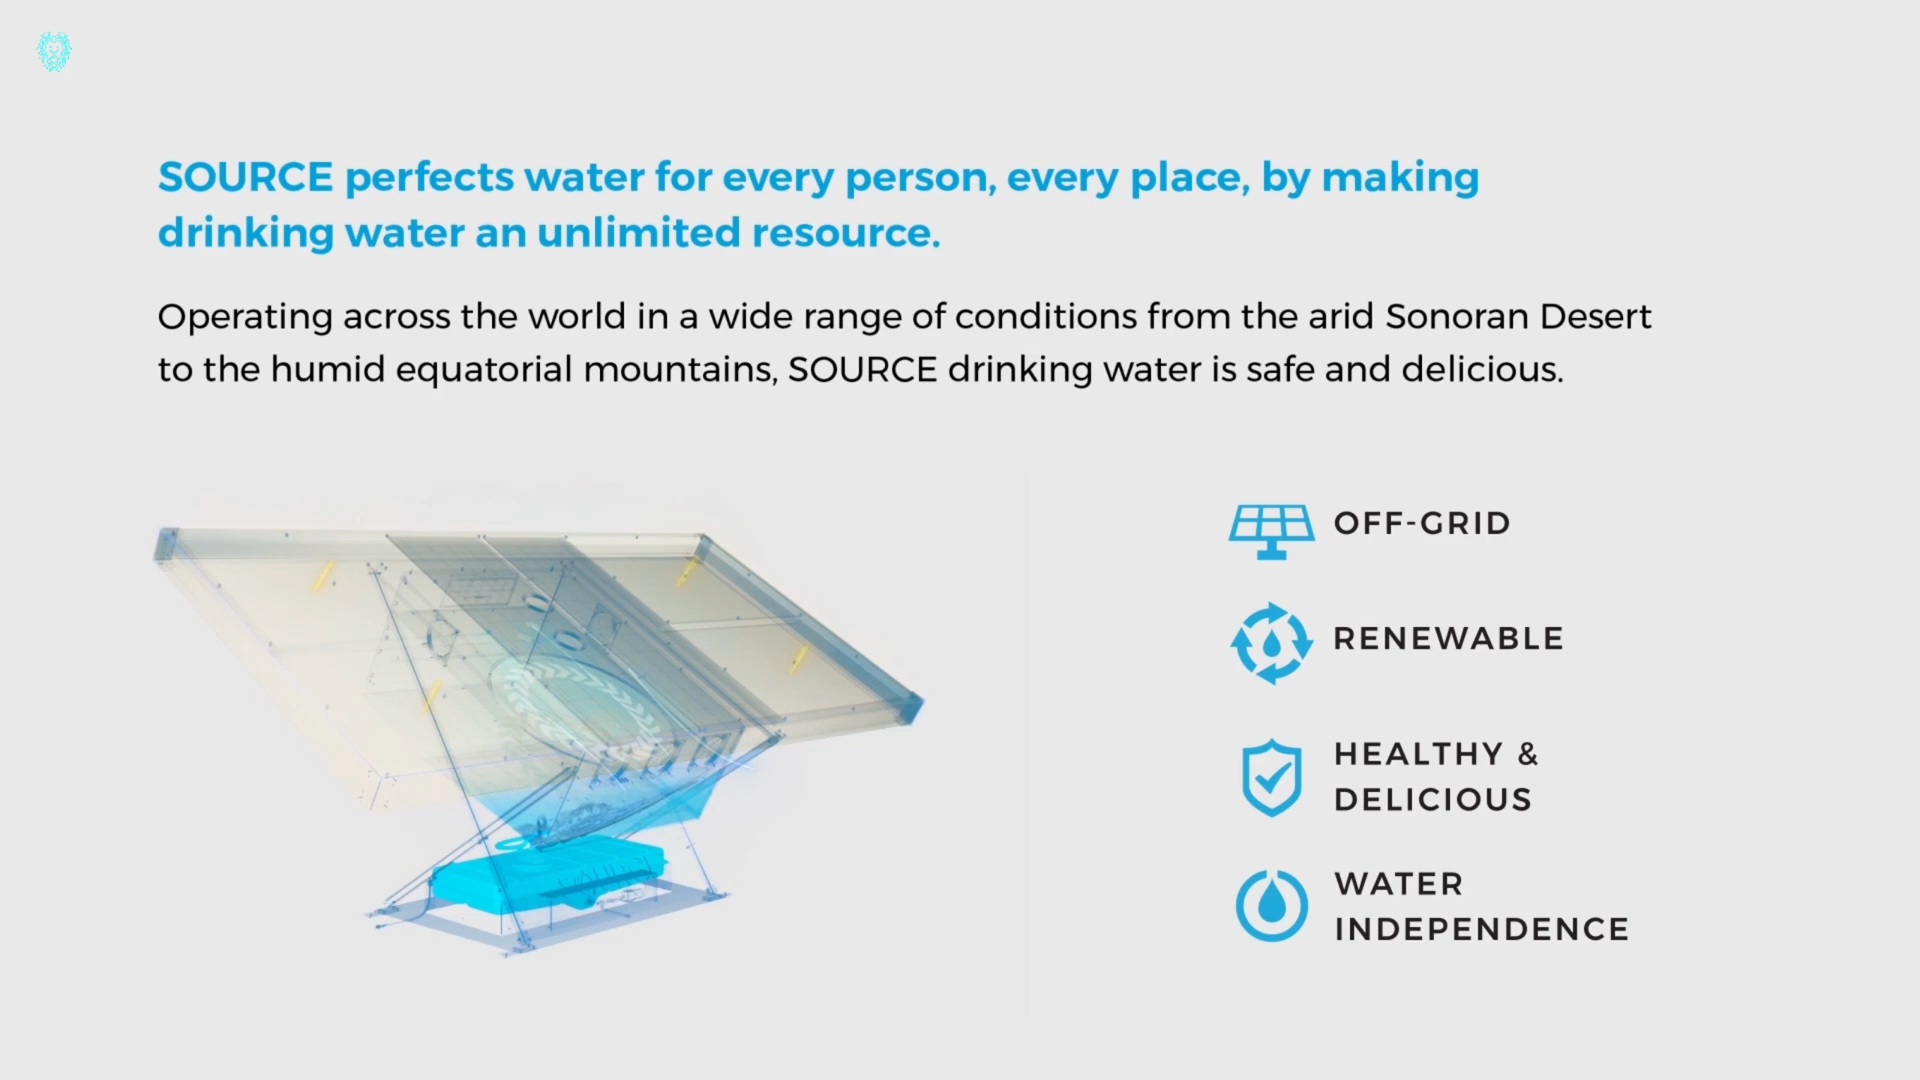 SOURCE perfects water for every person, every place, by making
drinking water an unlimited resource.
Operating across the world in a wide range of conditions from the arid Sonoran Desert
to the humid equatorial mountains, SOURCE drinking water is safe and delicious.
OFF-GRID
RENEWABLE
HEALTHY &
DELICIOUS
WATER
INDEPENDENCE